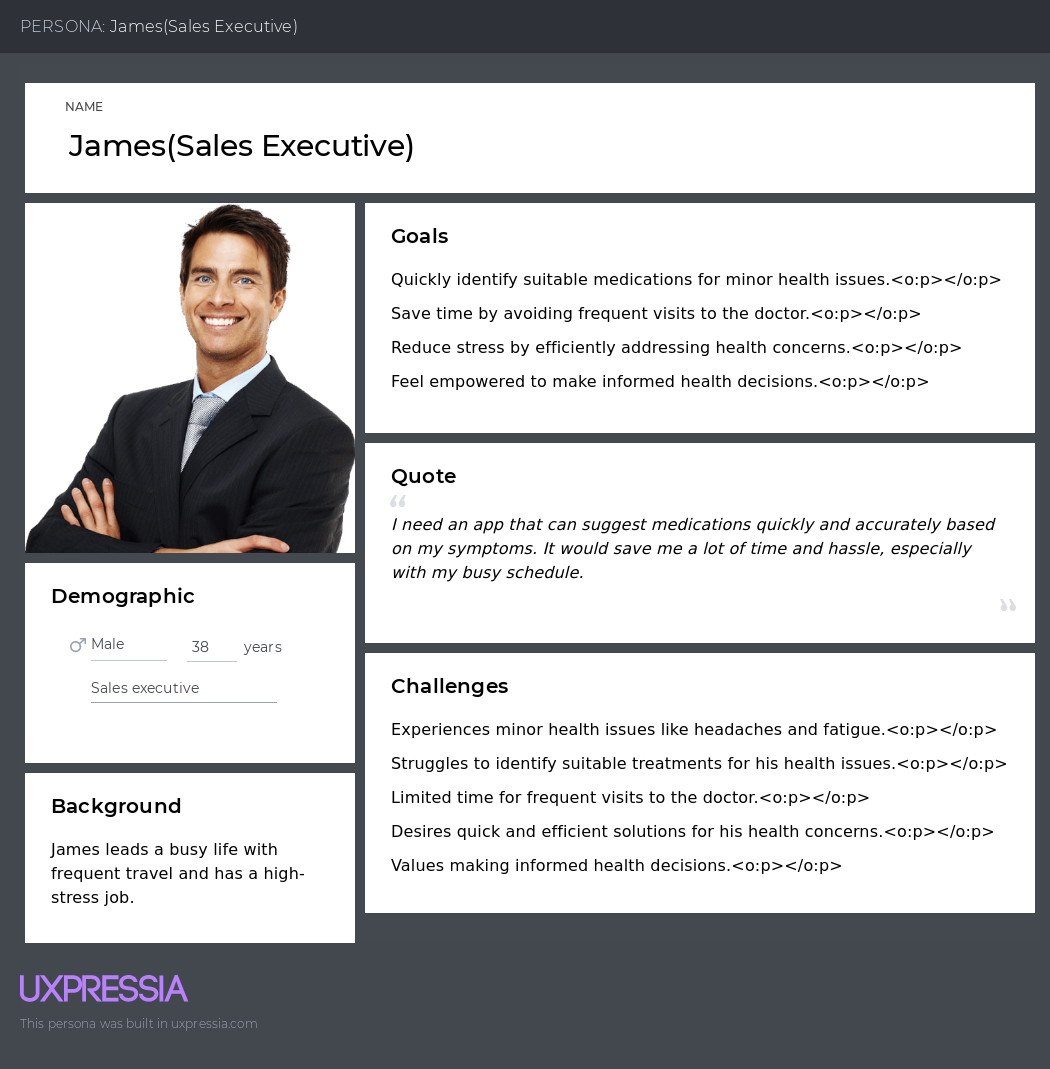 PERSONA: James(Sales Executive)
NAME
James(Sales Executive)
Goals
Quickly identify suitable medications for minor health issues.<o:p></o:p>
Save time by avoiding frequent visits to the doctor.<o:p></o:p>
Reduce stress by efficiently addressing health concerns.<o:p></o:p>
Feel empowered to make informed health decisions.<o:p></o:p>
Quote
“
I need an app that can suggest medications quickly and accurately based
on my symptoms. It would save me a lot of time and hassle, especially
with my busy schedule.
”
Demographic
Male 38 years
Sales executive
Challenges
Experiences minor health issues like headaches and fatigue.<o:p></o:p>
Struggles to identify suitable treatments for his health issues.<o:p></o:p>
Limited time for frequent visits to the doctor.<o:p></o:p>
Desires quick and efficient solutions for his health concerns.<o:p></o:p>
Values making informed health decisions.<o:p></o:p>
Background
James leads a busy life with
frequent travel and has a high-
stress job.
UXPRESSIA
This persona was built in uxpressia.com